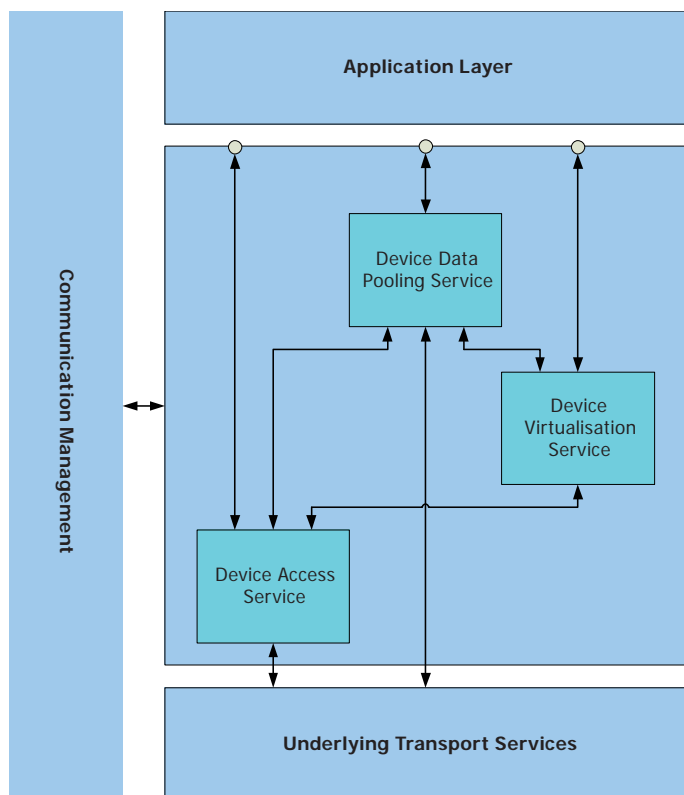 Application Layer
Communication Management
Device Data
Pooling Service
Device
Virtualisation
Service
Device Access
Service
Underlying Transport Services